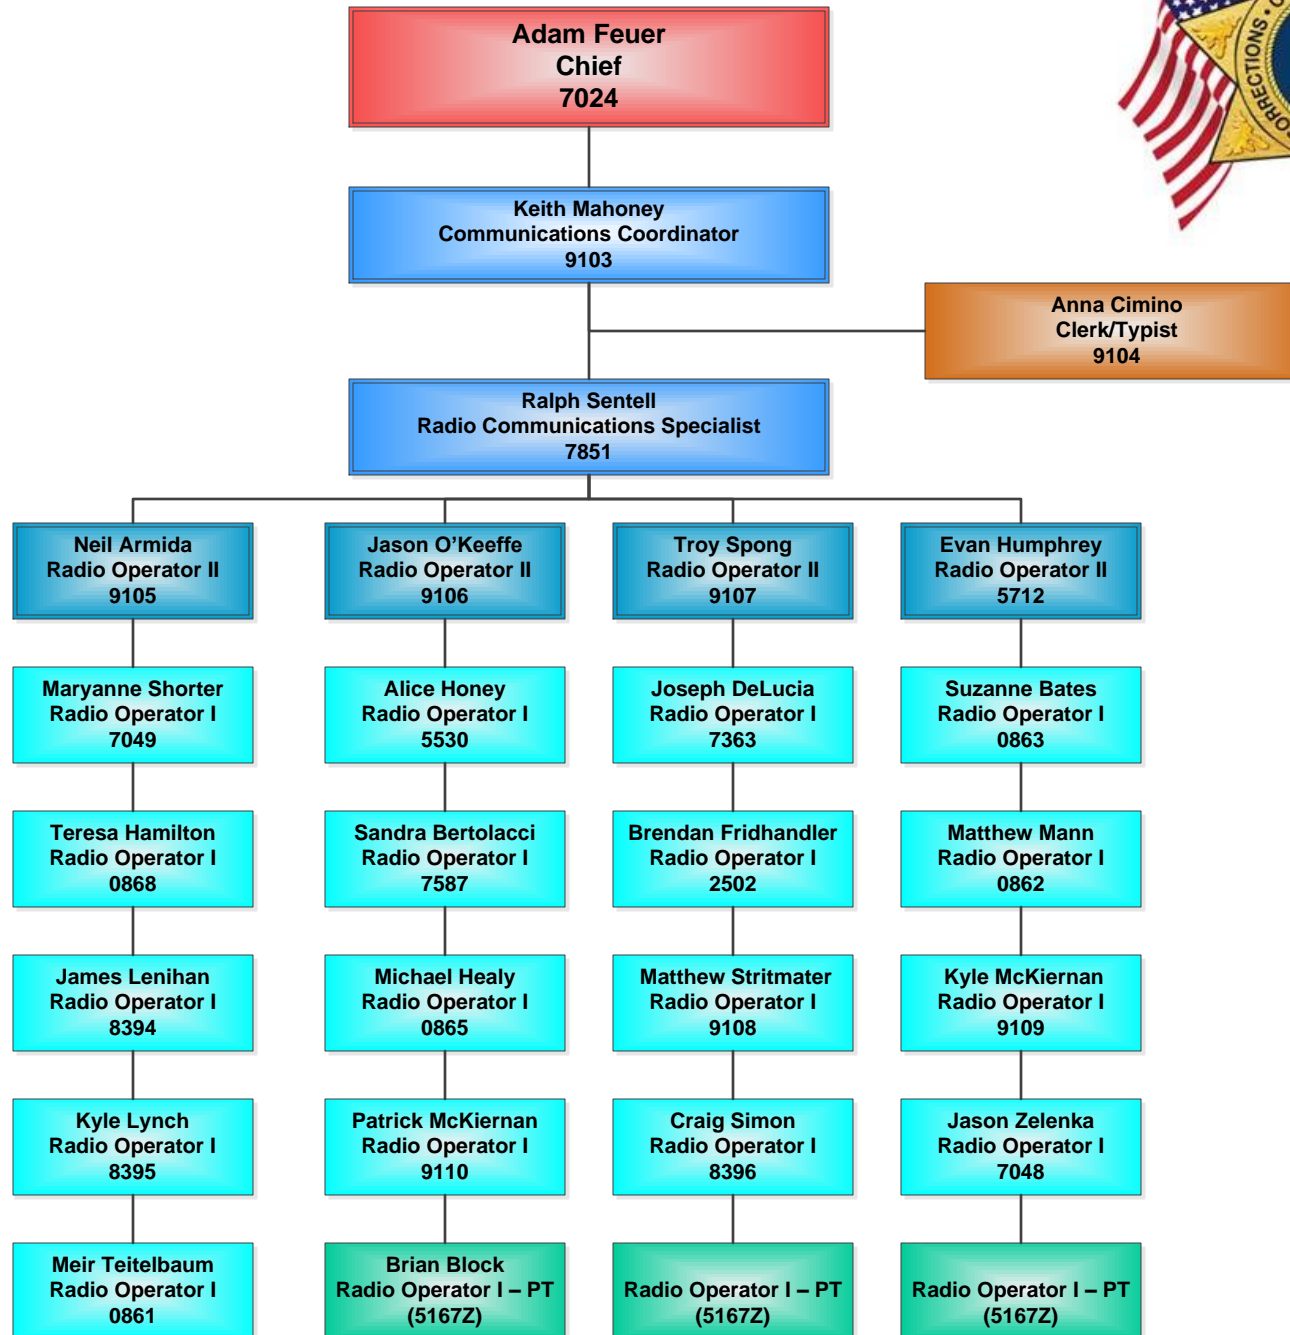 Adam Feuer
Chief
7024
CORRECTIONS
Keith Mahoney
Communications Coordinator
9103
Anna Cimino
Clerk/Typist
9104
Ralph Sentell
Radio Communications Specialist
7851
Neil Armida
Radio Operator II
9105
Jason O’Keeffe
Radio Operator II
9106
Troy Spong
Radio Operator II
9107
Evan Humphrey
Radio Operator II
5712
Maryanne Shorter
Radio Operator I
7049
Alice Honey
Radio Operator I
5530
Joseph DeLucia
Radio Operator I
7363
Suzanne Bates
Radio Operator I
0863
Teresa Hamilton
Radio Operator I
0868
Sandra Bertolacci
Radio Operator I
7587
Brendan Fridhandler
Radio Operator I
2502
Matthew Mann
Radio Operator I
0862
James Lenihan
Radio Operator I
8394
Michael Healy
Radio Operator I
0865
Matthew Stritmater
Radio Operator I
9108
Kyle McKiernan
Radio Operator I
9109
Kyle Lynch
Radio Operator I
8395
Patrick McKiernan
Radio Operator I
9110
Craig Simon
Radio Operator I
8396
Jason Zelenka
Radio Operator I
7048
Meir Teitelbaum
Radio Operator I
0861
Brian Block
Radio Operator I – PT
(5167Z)
Radio Operator I – PT
(5167Z)
Radio Operator I – PT
(5167Z)